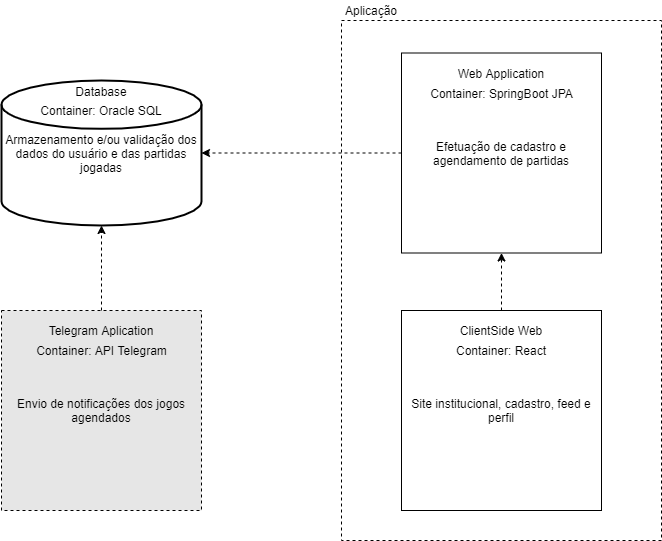 Aplicação
Database
Container: Oracle SQL
Armazenamento e/ou validação dos
dados do usuário e das partidas
jogadas
Web Application
Container: SpringBoot JPA
Efetuação de cadastro e
agendamento de partidas
Telegram Aplication
Container: API Telegram
Envio de notificações dos jogos
agendados
ClientSide Web
Container: React
Site institucional, cadastro, feed e
perfil